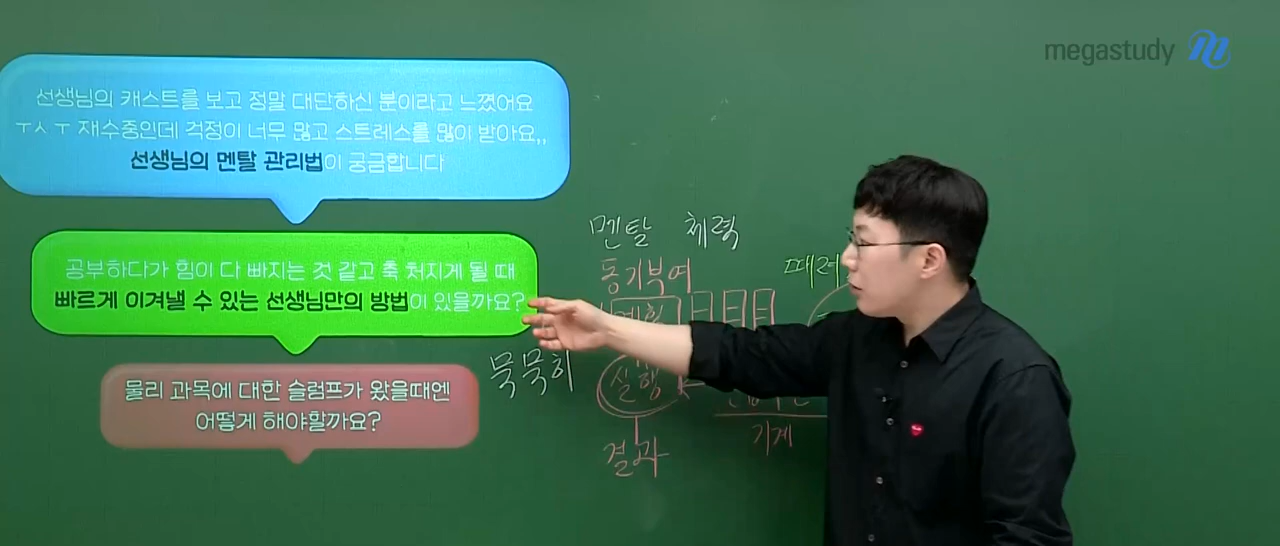 megastudy
선생님의 캐스트를 보고 정말 대단하신 분이라고 느꼈어요
ㅜㅅㅜ 재수중인데 걱정이 너무 많고 스트레스를 많이 받아요,,
선생님의 멘탈 관리법이 궁금합니다
공부하다가 힘이 다 빠지는 것 같고 축 처지게 될 때
빠르게 이겨낼 수 있는 선생님만의 방법이 있을까요?
물리 과목에 대한 슬럼프가 왔을때엔
어떻게 해야할까요?
멘탈 체력
동기부여
계획
묵묵히
실행
결과
기계